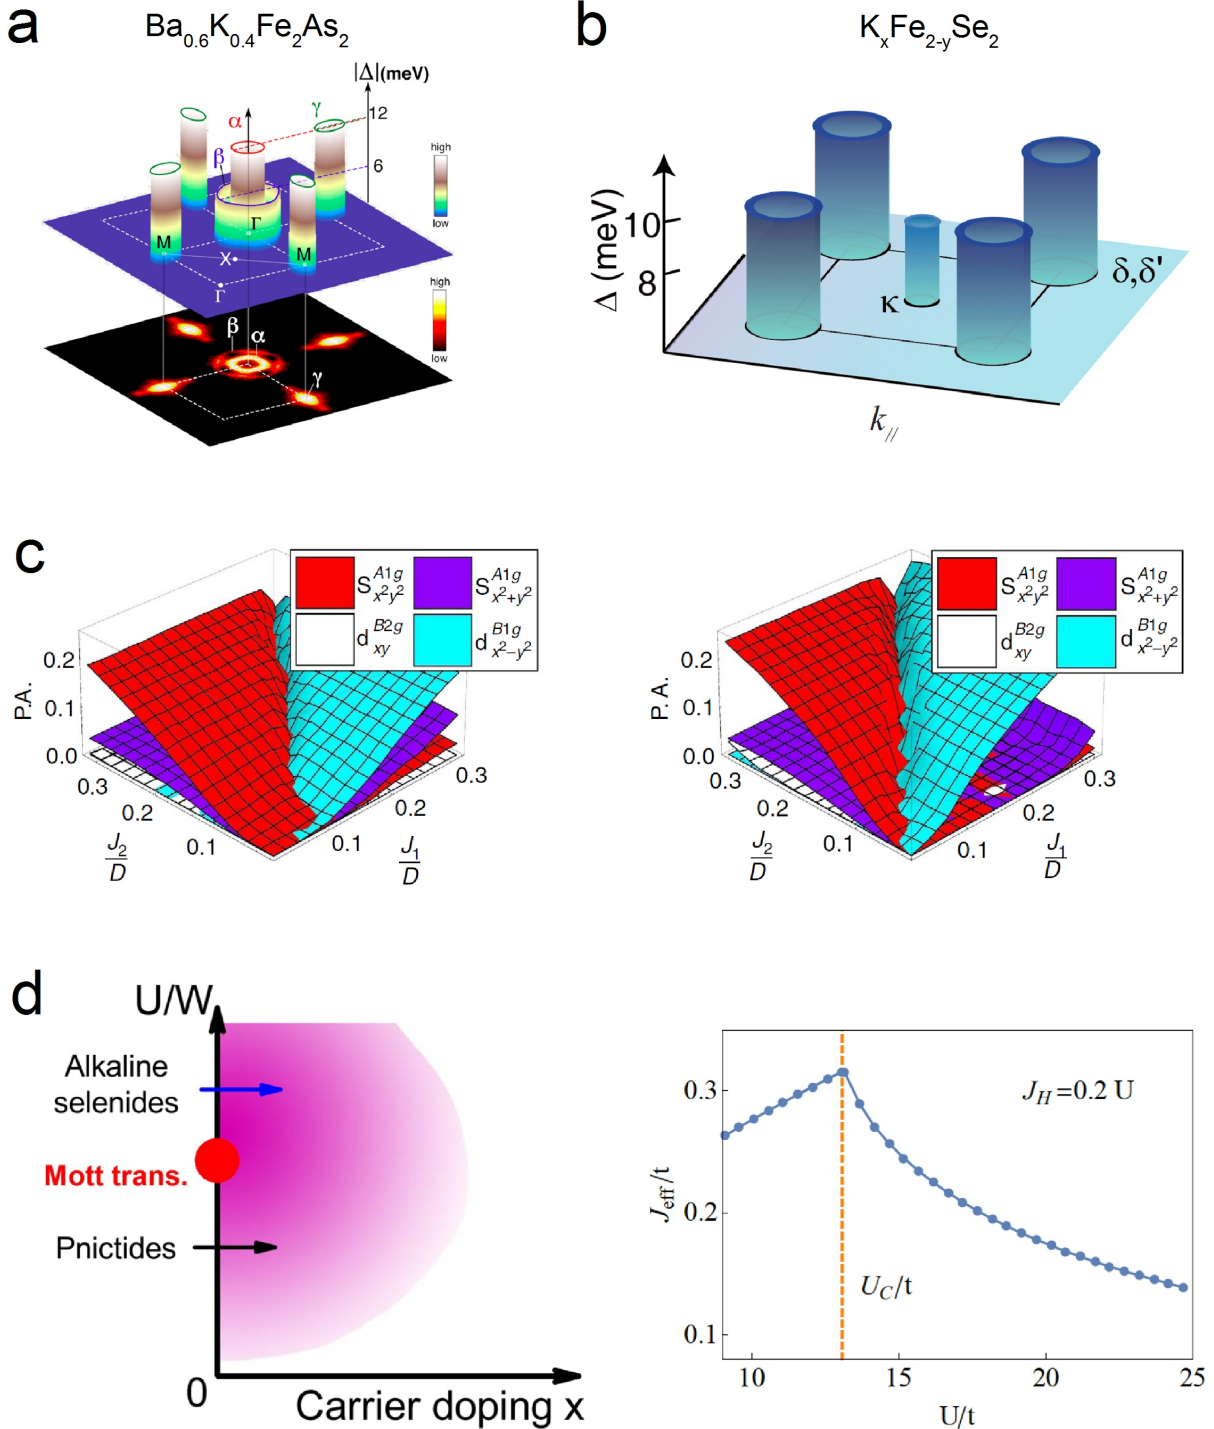 a
Ba0.6K0.4Fe2As2
|Δ|(meV)
12
6
α
β
γ
high
low
Γ
M
M
X
Γ
high
low
β
α
γ
b
KxFe2-ySe2
Δ (meV)
10
8
κ
δ,δ'
k//
c
S A1g x²y²
S A1g x²+y²
d B2g xy
d B1g x²−y²
P.A.
0.2
0.1
0.0
0.3
0.2
0.1
J2/D
0.1
0.2
0.3
J1/D
S A1g x²y²
S A1g x²+y²
d B2g xy
d B1g x²−y²
P.A.
0.2
0.1
0.0
0.3
0.2
0.1
J2/D
0.1
0.2
0.3
J1/D
d
U/W
Alkaline
selenides
Mott trans.
Pnictides
0
Carrier doping x
JH=0.2 U
Jeff/t
0.3
0.2
0.1
UC/t
10
15
20
25
U/t